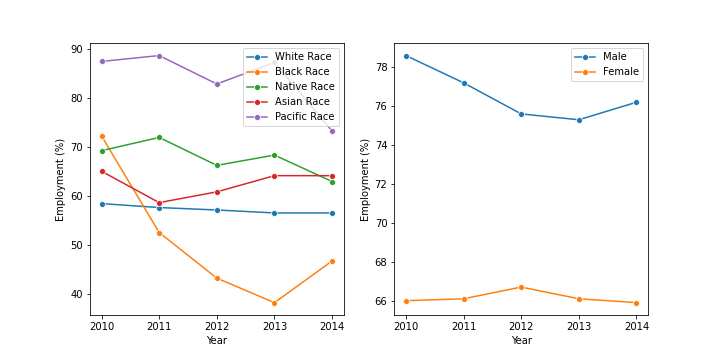 90
80
70
60
50
40
Employment (%)
2010 2011 2012 2013 2014
Year
White Race
Black Race
Native Race
Asian Race
Pacific Race
78
76
74
72
70
68
66
Employment (%)
2010 2011 2012 2013 2014
Year
Male
Female